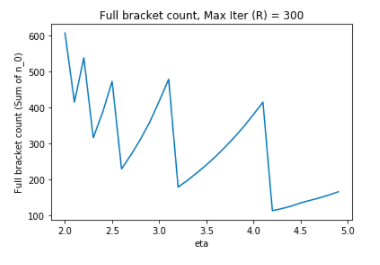 Full bracket count, Max Iter (R) = 300
Full bracket count (Sum of n_0)
600
500
400
300
200
100
2.0 2.5 3.0 3.5 4.0 4.5 5.0
eta